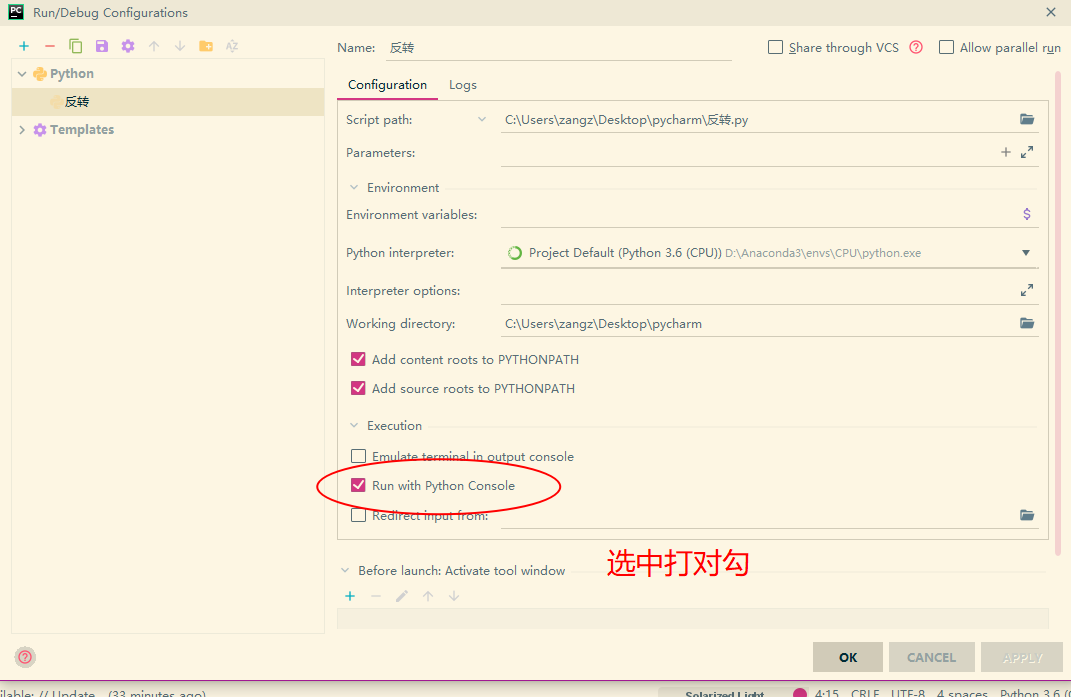 PC Run/Debug Configurations
Name: 反转 Share through VCS ? Allow parallel run
Python
反转
Templates
Configuration Logs
Script path: C:\Users\zangz\Desktop\pycharm\反转.py
Parameters:
Environment
Environment variables: $
Python interpreter: Project Default (Python 3.6 (CPU)) D:\Anaconda3\envs\CPU\python.exe
Interpreter options:
Working directory: C:\Users\zangz\Desktop\pycharm
Add content roots to PYTHONPATH
Add source roots to PYTHONPATH
Execution
Emulate terminal in output console
Run with Python Console
Redirect input from:
选中打对勾
Before launch: Activate tool window
? OK CANCEL APPLY
ilable: // Update... (33 minutes ago) Solarized Light 4:15 CRLF UTF-8 4 spaces Python 3.6 (C